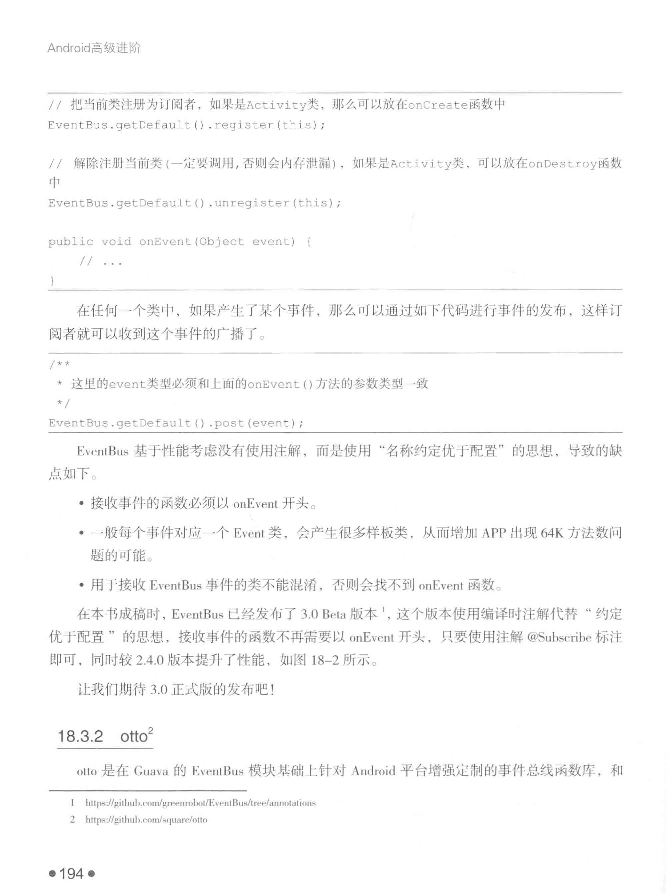 Android高级进阶
// 把当前类注册为订阅者，如果是Activity类，那么可以放在onCreate函数中
EventBus.getDefault().register(this);
// 解除注册当前类(一定要调用,否则会内存泄漏)，如果是Activity类，可以放在onDestroy函数
中
EventBus.getDefault().unregister(this);
public void onEvent(Object event) {
// ...
}
在任何一个类中，如果产生了某个事件，那么可以通过如下代码进行事件的发布，这样订
阅者就可以收到这个事件的广播了。
/**
* 这里的event类型必须和上面的onEvent()方法的参数类型一致
*/
EventBus.getDefault().post(event);
EventBus 基于性能考虑没有使用注解，而是使用“名称约定优于配置”的思想，导致的缺
点如下。
• 接收事件的函数必须以 onEvent 开头。
• 一般每个事件对应一个 Event 类，会产生很多样板类，从而增加 APP 出现 64K 方法数问
题的可能。
• 用于接收 EventBus 事件的类不能混淆，否则会找不到 onEvent 函数。
在本书成稿时，EventBus 已经发布了 3.0 Beta 版本1，这个版本使用编译时注解代替“ 约定
优于配置 ”的思想，接收事件的函数不再需要以 onEvent 开头，只要使用注解 @Subscribe 标注
即可，同时较 2.4.0 版本提升了性能，如图 18–2 所示。
让我们期待 3.0 正式版的发布吧！
18.3.2 otto2
otto 是在 Guava 的 EventBus 模块基础上针对 Android 平台增强定制的事件总线函数库，和
1 https://github.com/greenrobot/EventBus/tree/annotations
2 https://github.com/square/otto
●194●